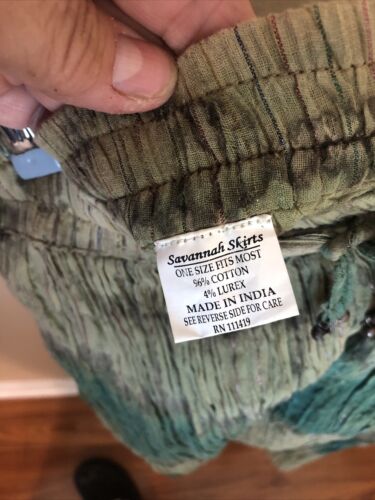 Savannah Skirts
ONE SIZE FITS MOST
96% COTTON
4% LUREX
MADE IN INDIA
SEE REVERSE SIDE FOR CARE
RN 111419